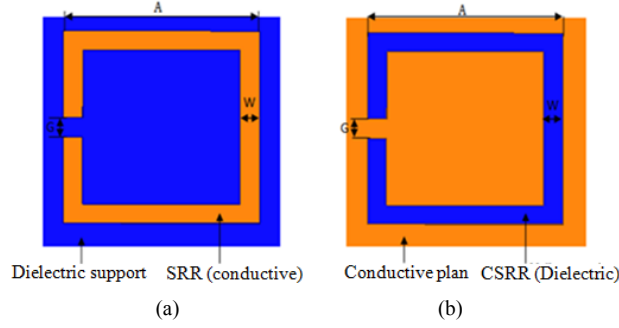 A
W
G
Dielectric support
SRR (conductive)
(a)
A
W
G
Conductive plan
CSRR (Dielectric)
(b)